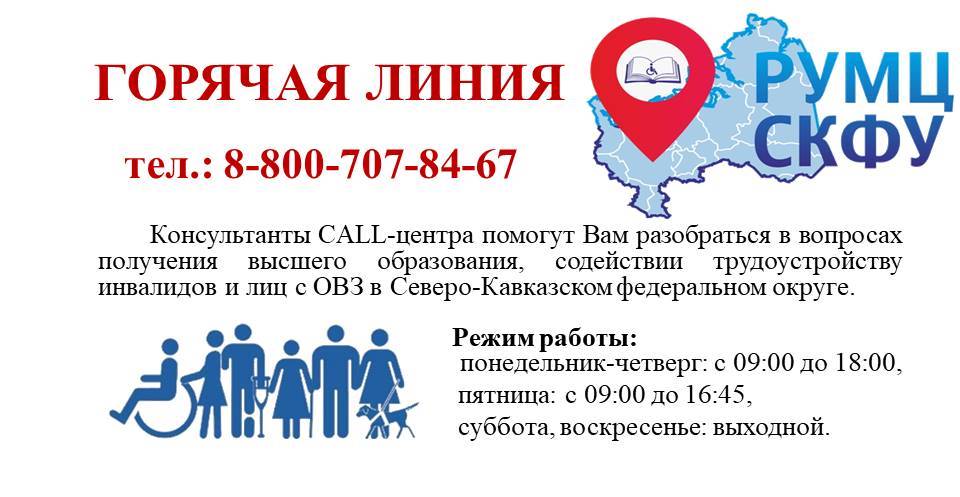 ГОРЯЧАЯ ЛИНИЯ
тел.: 8-800-707-84-67
РУМЦ
СКФУ
Консультанты CALL-центра помогут Вам разобраться в вопросах
получения высшего образования, содействии трудоустройству
инвалидов и лиц с ОВЗ в Северо-Кавказском федеральном округе.
Режим работы:
понедельник-четверг: с 09:00 до 18:00,
пятница: с 09:00 до 16:45,
суббота, воскресенье: выходной.